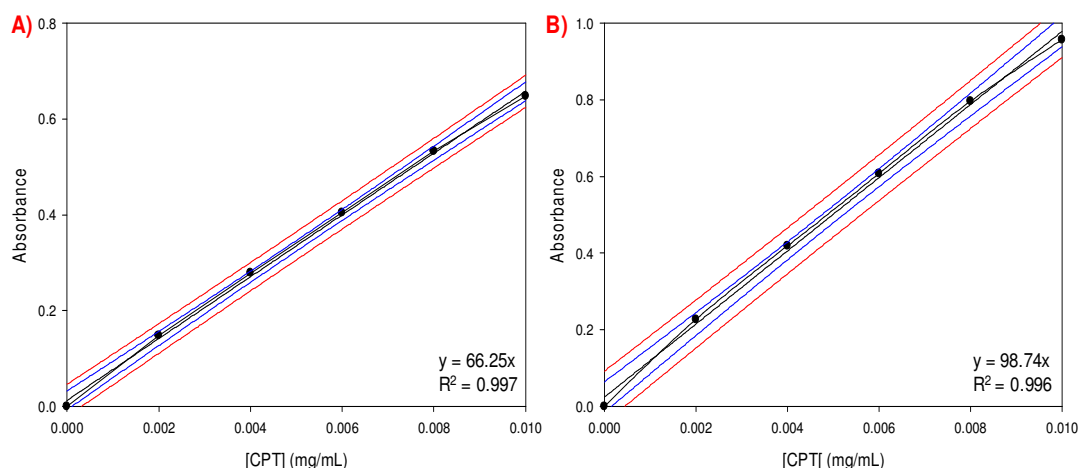 A)
0.8
0.6
0.4
0.2
0.0
Absorbance
0.000
0.002
0.004
0.006
0.008
0.010
[CPT] (mg/mL)
y = 66.25x
R² = 0.997
B)
1.0
0.8
0.6
0.4
0.2
0.0
Absorbance
0.000
0.002
0.004
0.006
0.008
0.010
[CPT[ (mg/mL)
y = 98.74x
R² = 0.996